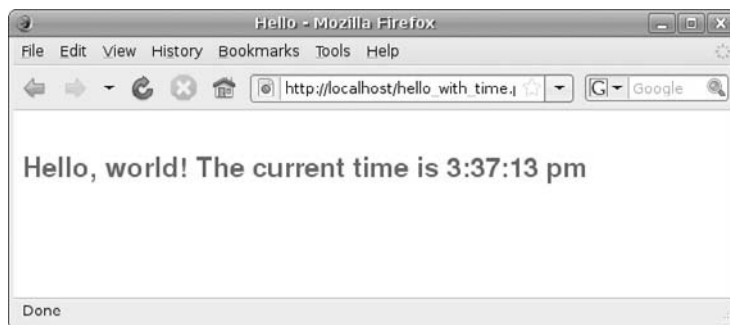 Hello - Mozilla Firefox
File Edit View History Bookmarks Tools Help
http://localhost/hello_with_time.p G Google
Hello, world! The current time is 3:37:13 pm
Done